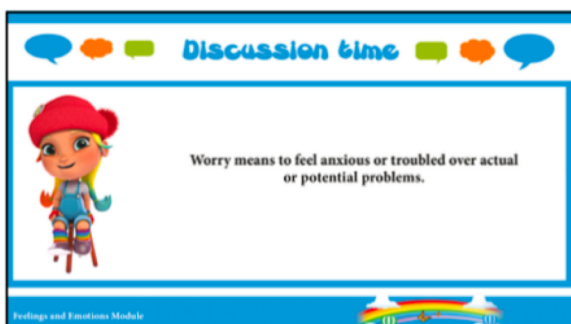 Discussion time
Worry means to feel anxious or troubled over actual
or potential problems.
Feelings and Emotions Module